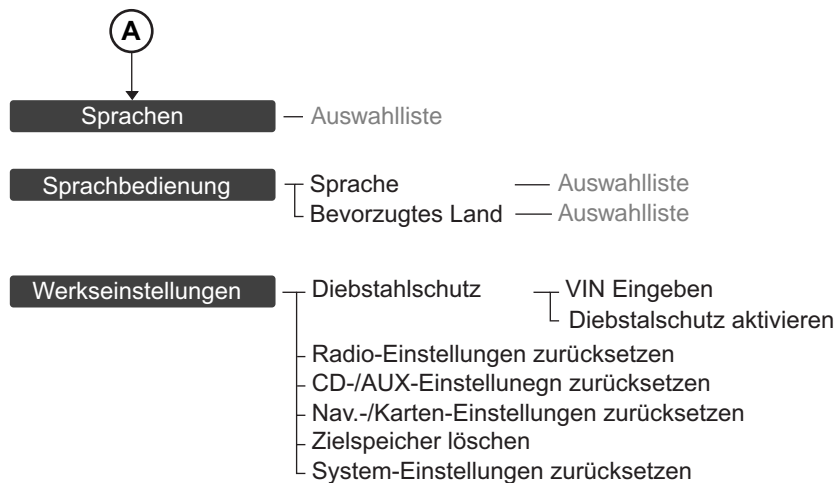 A
Sprachen — Auswahlliste
Sprachbedienung Sprache — Auswahlliste
Bevorzugtes Land — Auswahlliste
Werkseinstellungen Diebstahlschutz VIN Eingeben
Diebstalschutz aktivieren
Radio-Einstellungen zurücksetzen
CD-/AUX-Einstellunegn zurücksetzen
Nav.-/Karten-Einstellungen zurücksetzen
Zielspeicher löschen
System-Einstellungen zurücksetzen